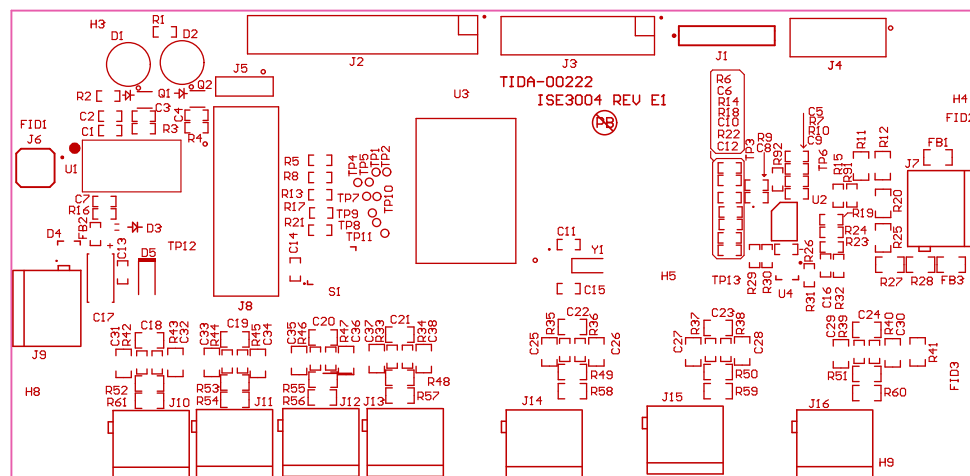 H3
R1
D1
D2
J2
J3
J1
J4
J5
Q2
Q1
R2
C3
C4
C2
C1
R3
R4
U3
TIDA-00222
ISE3004 REV E1
PB
R6
C6
R14
R18
C10
R22
C12
C5
R7
R10
C9
R9
C8
H4
FID2
FID1
J6
U1
R5
R8
R13
R17
R21
TP4
TP5
TP1
TP2
TP7
TP9
TP8
TP11
TP10
TP3
R92
TP6
R15
R91
R11
R12
FB1
J7
U2
R20
R19
R24
R23
R25
C7
R16
FB2
D3
D4
C13
D5
TP12
C14
C11
Y1
C15
S1
H5
TP13
R29
R30
R26
U4
R31
C16
R32
R27
R28
FB3
C17
J8
J9
C31
R42
C18
R43
C32
C33
R44
C19
R45
C34
C35
R46
C20
R47
C36
C37
R33
C21
R34
C38
R35
C22
R36
C25
C26
R37
C23
R38
C27
C28
C29
R39
C24
R40
C30
R41
FID3
H8
R52
R61
R53
R54
R55
R56
R48
R57
R49
R58
R50
R59
R51
R60
J10
J11
J12
J13
J14
J15
J16
H9